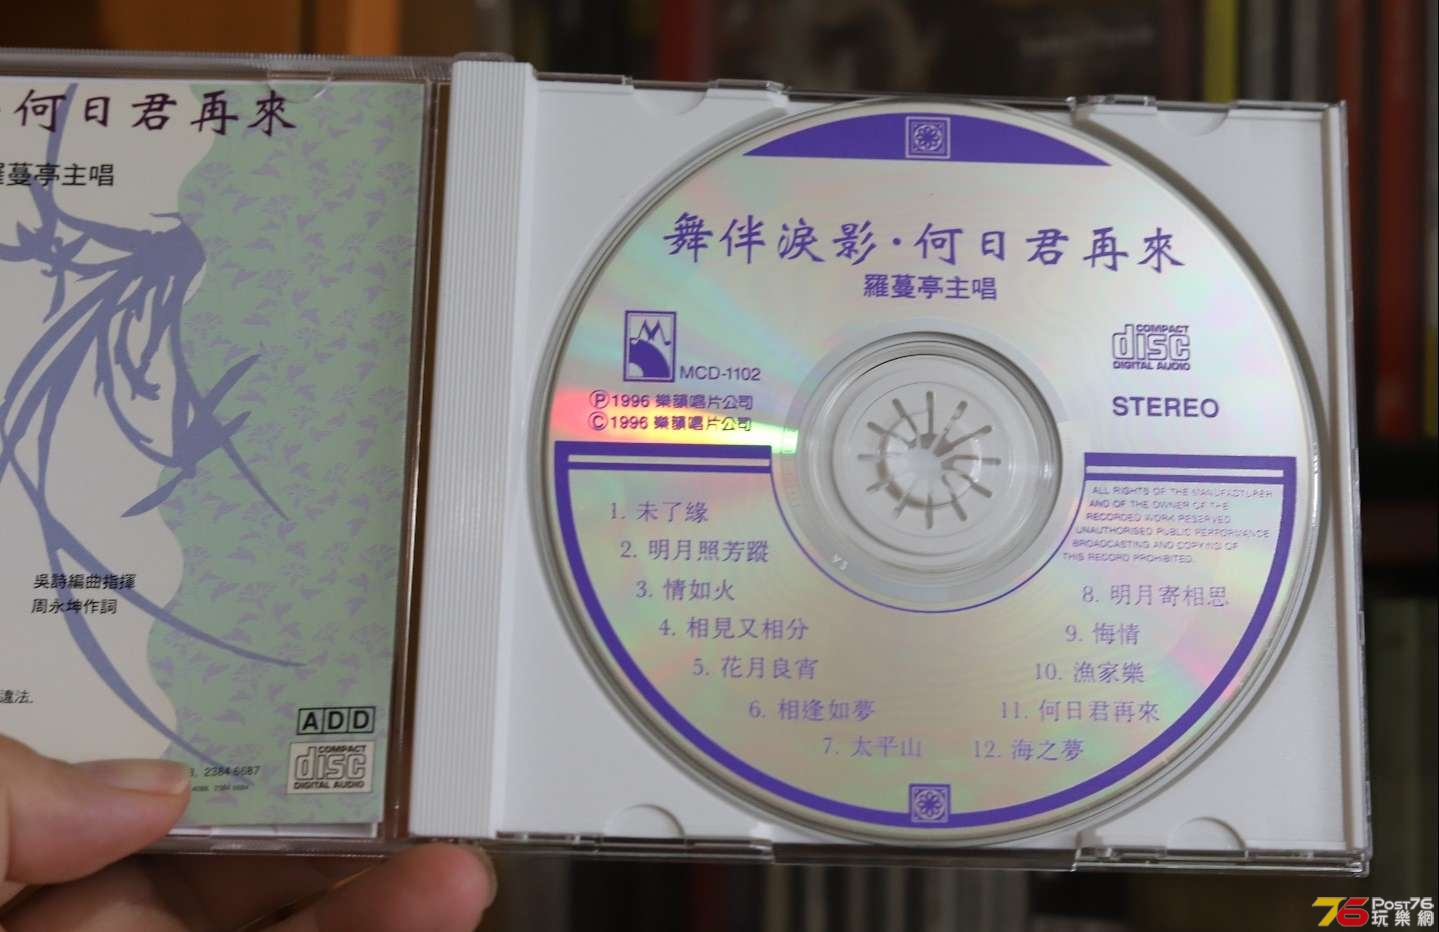 何日君再來
羅蔓亭主唱
吳詩編曲指揮
周永坤作詞
違法.
ADD
COMPACT
disc
DIGITAL AUDIO
2384 6687
舞伴淚影·何日君再來
羅蔓亭主唱
MCD-1102
Ⓟ1996 樂韻唱片公司
Ⓒ1996 樂韻唱片公司
COMPACT
disc
DIGITAL AUDIO
STEREO
ALL RIGHTS OF THE MANUFACTURER
AND OF THE OWNER OF THE
RECORDED WORK RESERVED
UNAUTHORISED PUBLIC PERFORMANCE
BROADCASTING AND COPYING OF
THIS RECORD PROHIBITED.
1. 未了緣
2. 明月照芳蹤
3. 情如火
4. 相見又相分
5. 花月良宵
6. 相逢如夢
7. 太平山
8. 明月寄相思
9. 悔情
10. 漁家樂
11. 何日君再來
12. 海之夢
Post76
玩樂網